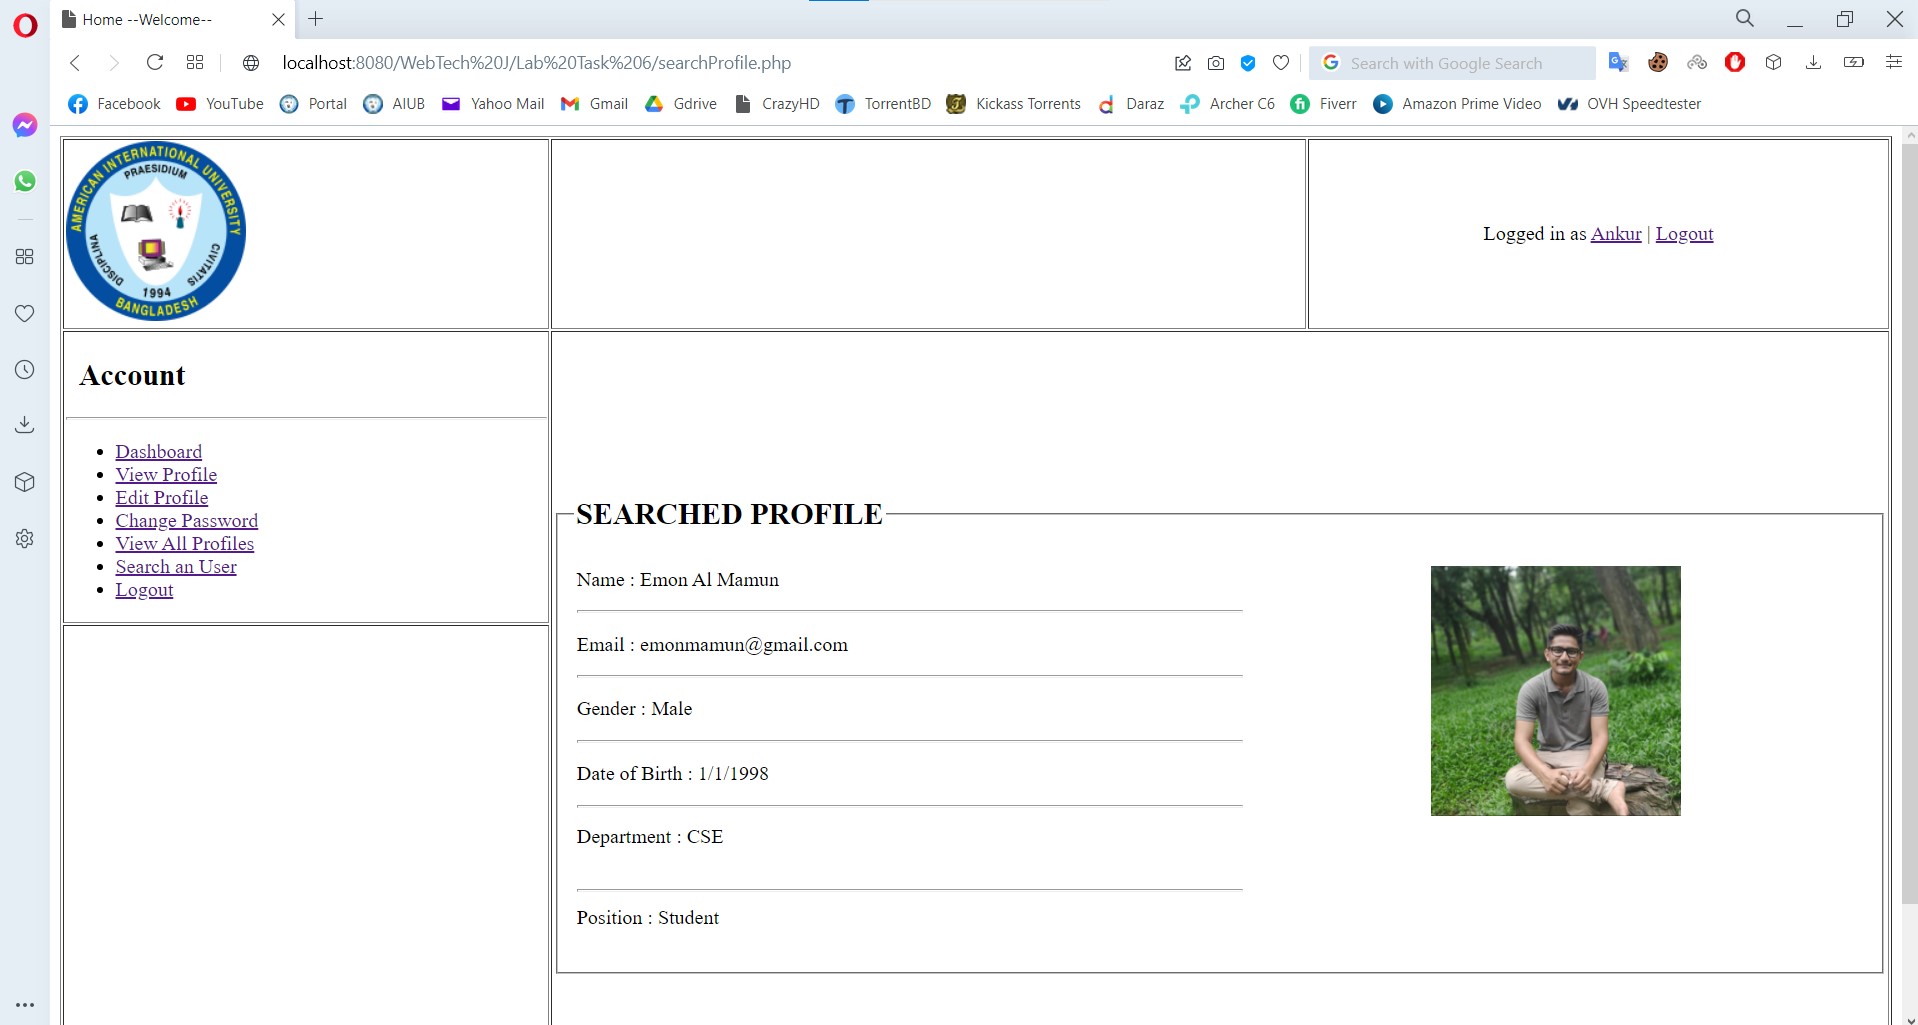 Home --Welcome--
localhost:8080/WebTech%20J/Lab%20Task%206/searchProfile.php
Search with Google Search
Facebook YouTube Portal AIUB Yahoo Mail Gmail Gdrive CrazyHD TorrentBD Kickass Torrents Daraz Archer C6 Fiverr Amazon Prime Video OVH Speedtester
AMERICAN INTERNATIONAL UNIVERSITY
PRAESIDIUM
DISCIPLINA
CIVITATIS
1994
BANGLADESH
Logged in as Ankur | Logout
Account
Dashboard
View Profile
Edit Profile
Change Password
View All Profiles
Search an User
Logout
SEARCHED PROFILE
Name : Emon Al Mamun
Email : emonmamun@gmail.com
Gender : Male
Date of Birth : 1/1/1998
Department : CSE
Position : Student